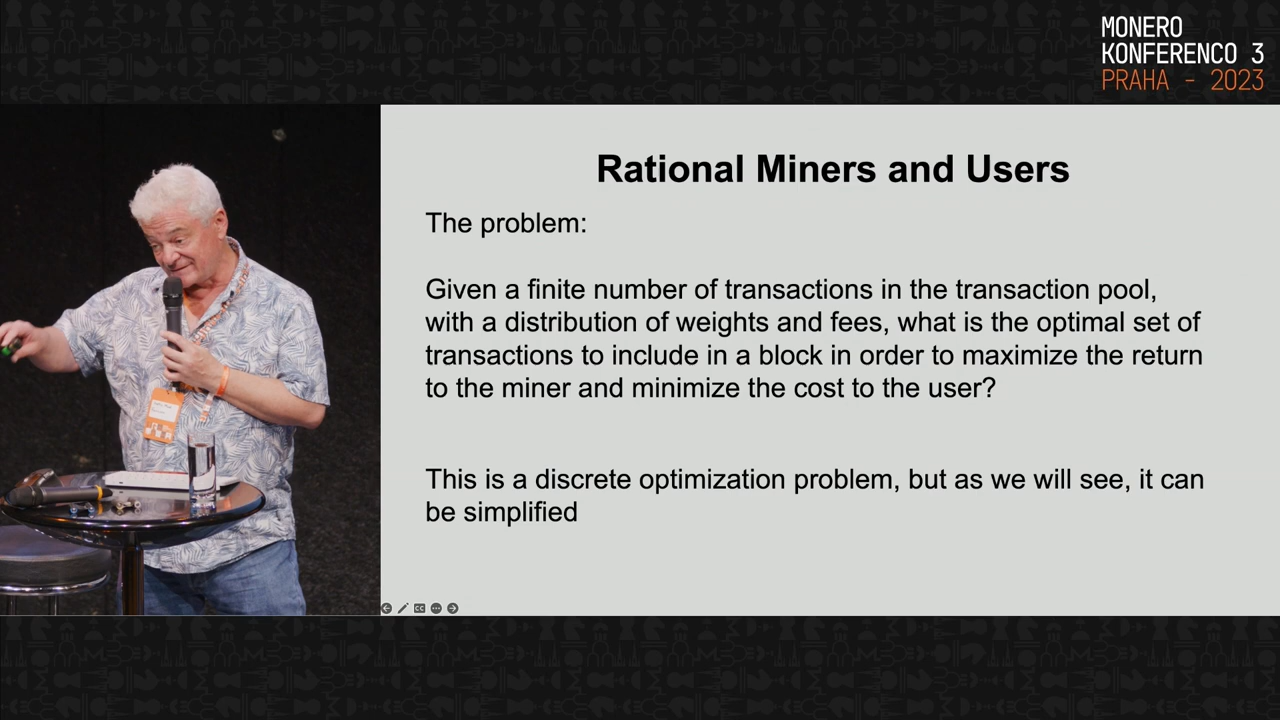 MONERO
KONFERENCO 3
PRAHA - 2023
Rational Miners and Users
The problem:
Given a finite number of transactions in the transaction pool,
with a distribution of weights and fees, what is the optimal set of
transactions to include in a block in order to maximize the return
to the miner and minimize the cost to the user?
This is a discrete optimization problem, but as we will see, it can
be simplified